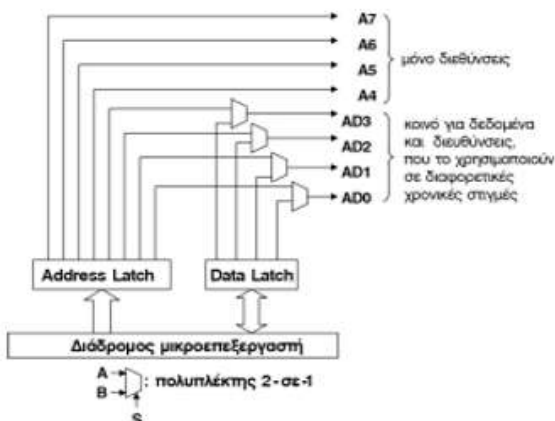 A7
A6
A5
A4
μόνο διεθύνσεις
AD3
AD2
AD1
AD0
κοινό για δεδομένα
και διευθύνσεις,
που το χρησιμοποιούν
σε διαφορετικές
χρονικές στιγμές
Address Latch
Data Latch
Διάδρομος μικροεπεξεργαστή
A
B
: πολυπλέκτης 2-σε-1
S